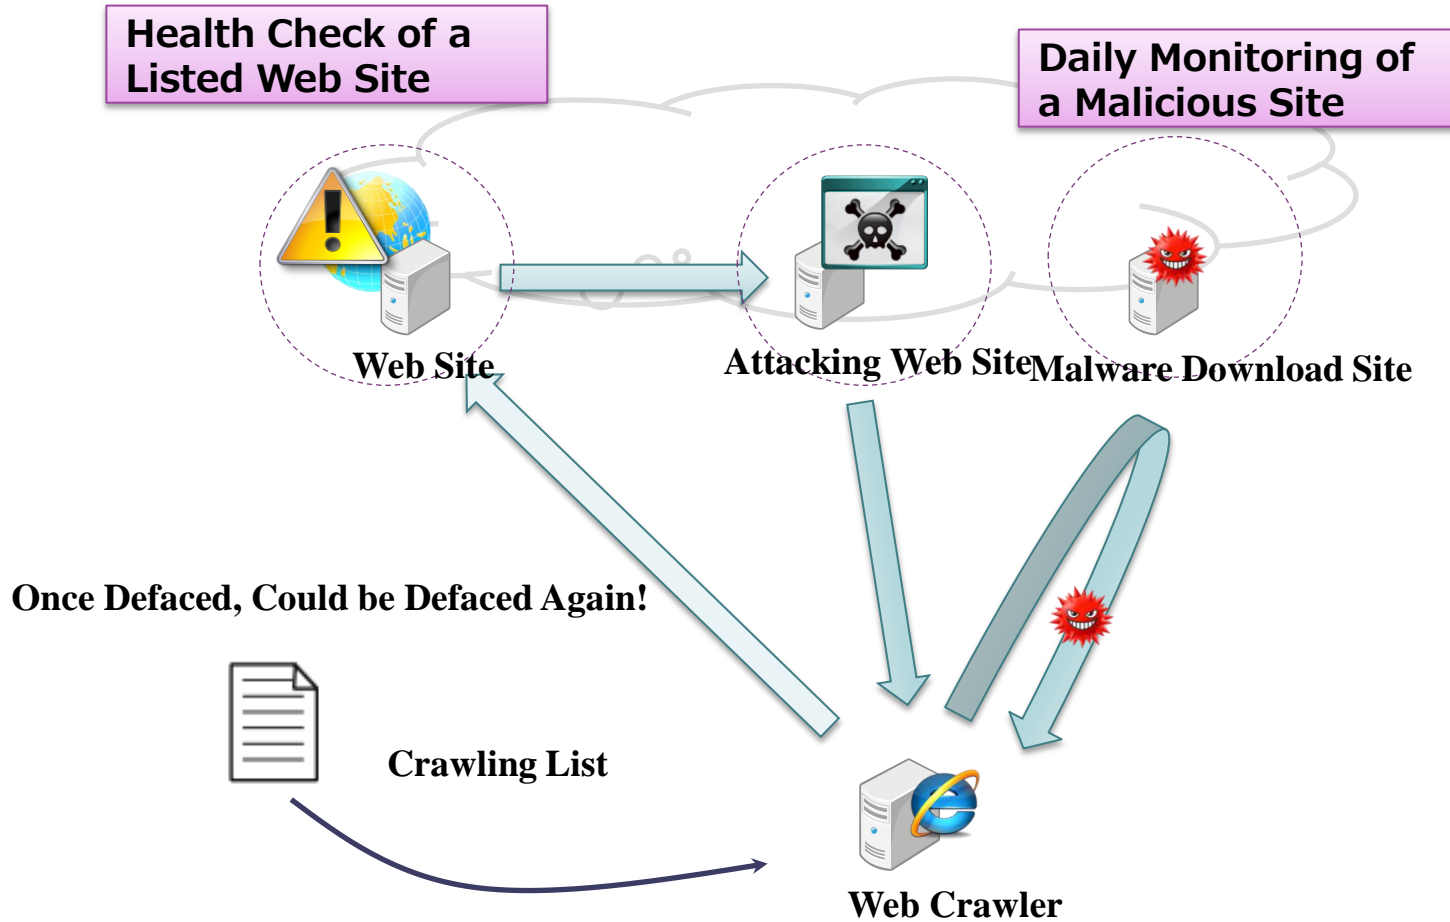 Health Check of a
Listed Web Site
Daily Monitoring of
a Malicious Site
Web Site
Attacking Web Site
Malware Download Site
Once Defaced, Could be Defaced Again!
Crawling List
Web Crawler